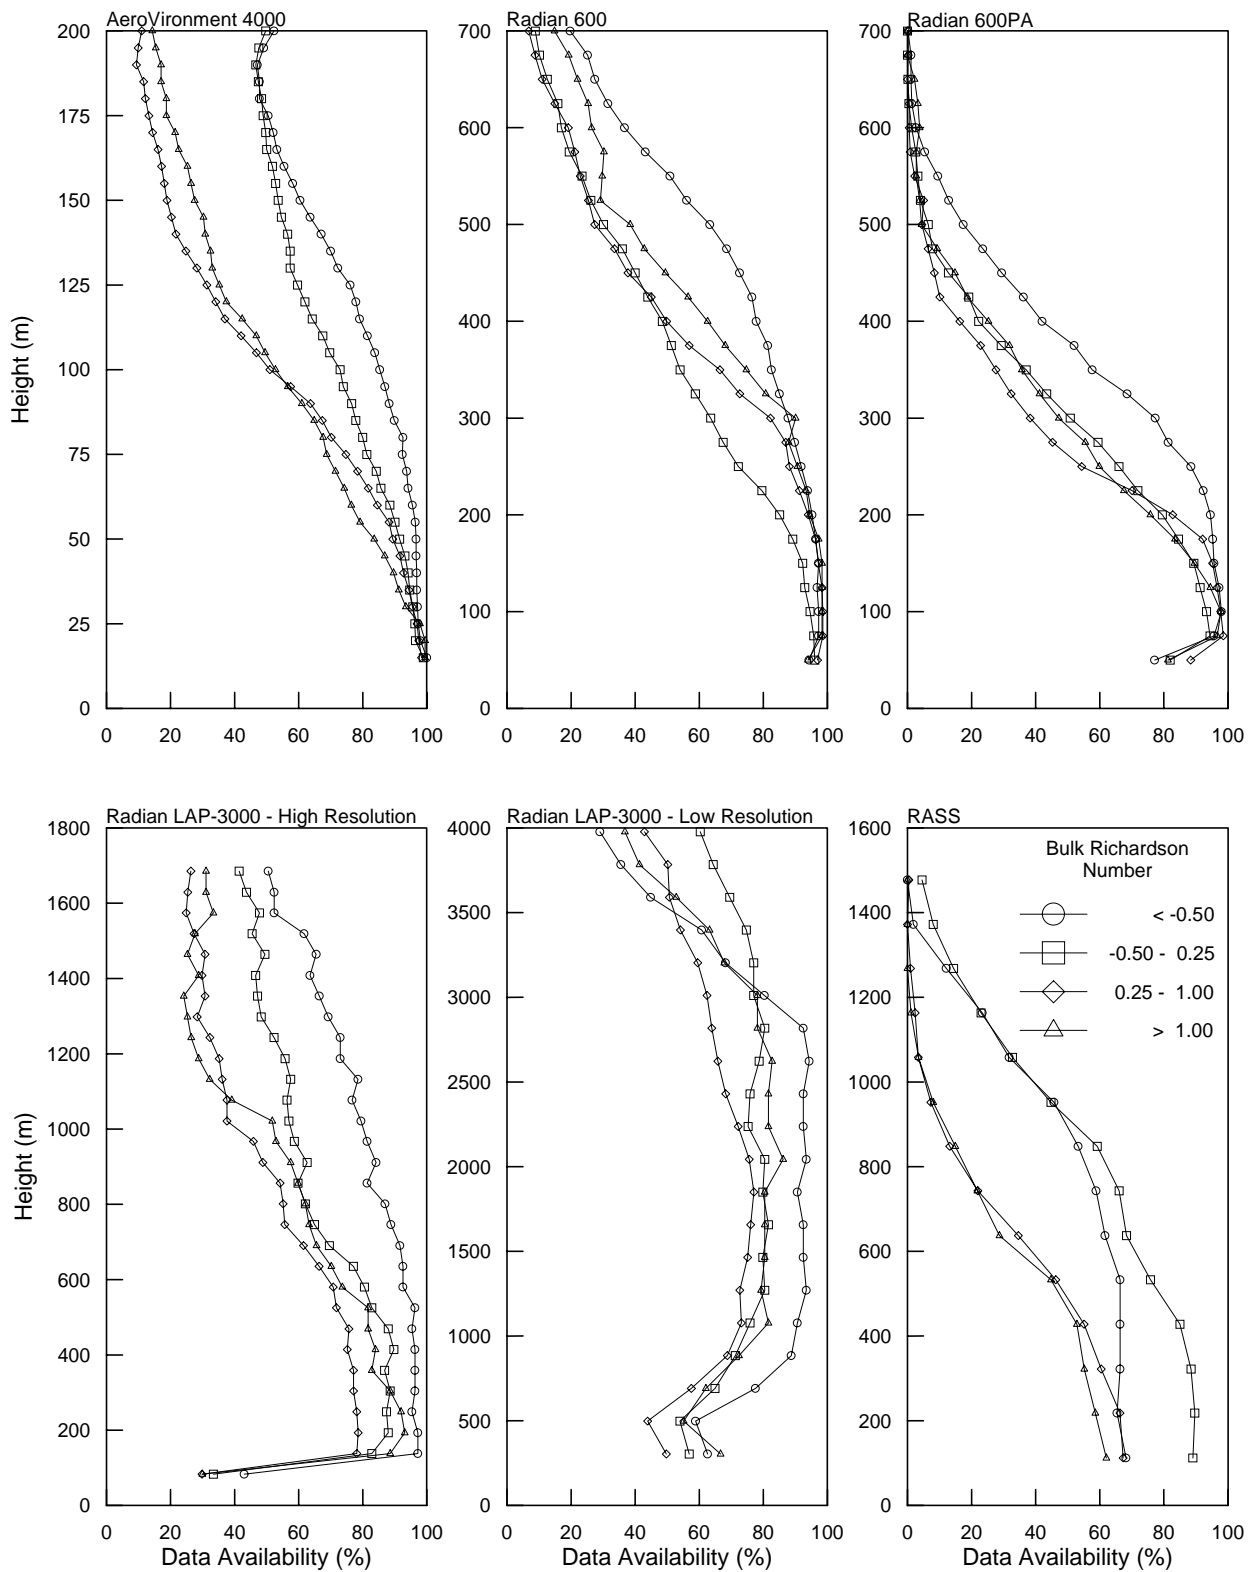 AeroVironment 4000
Radian 600
Radian 600PA
200
175
150
125
100
75
50
25
0
Height (m)
0 20 40 60 80 100
700
600
500
400
300
200
100
0
0 20 40 60 80 100
700
600
500
400
300
200
100
0
0 20 40 60 80 100
Radian LAP-3000 - High Resolution
Radian LAP-3000 - Low Resolution
RASS
1800
1600
1400
1200
1000
800
600
400
200
0
Height (m)
0 20 40 60 80 100
Data Availability (%)
4000
3500
3000
2500
2000
1500
1000
500
0
0 20 40 60 80 100
Data Availability (%)
1600
1400
1200
1000
800
600
400
200
0
Bulk Richardson
Number
< -0.50
-0.50 - 0.25
0.25 - 1.00
> 1.00
0 20 40 60 80 100
Data Availability (%)